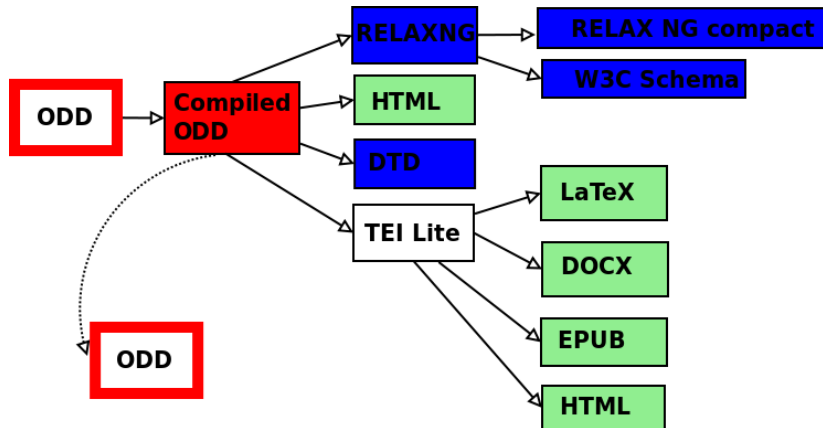 RELAXNG
RELAX NG compact
W3C Schema
ODD
Compiled
ODD
HTML
DTD
TEI Lite
LaTeX
DOCX
EPUB
HTML
ODD